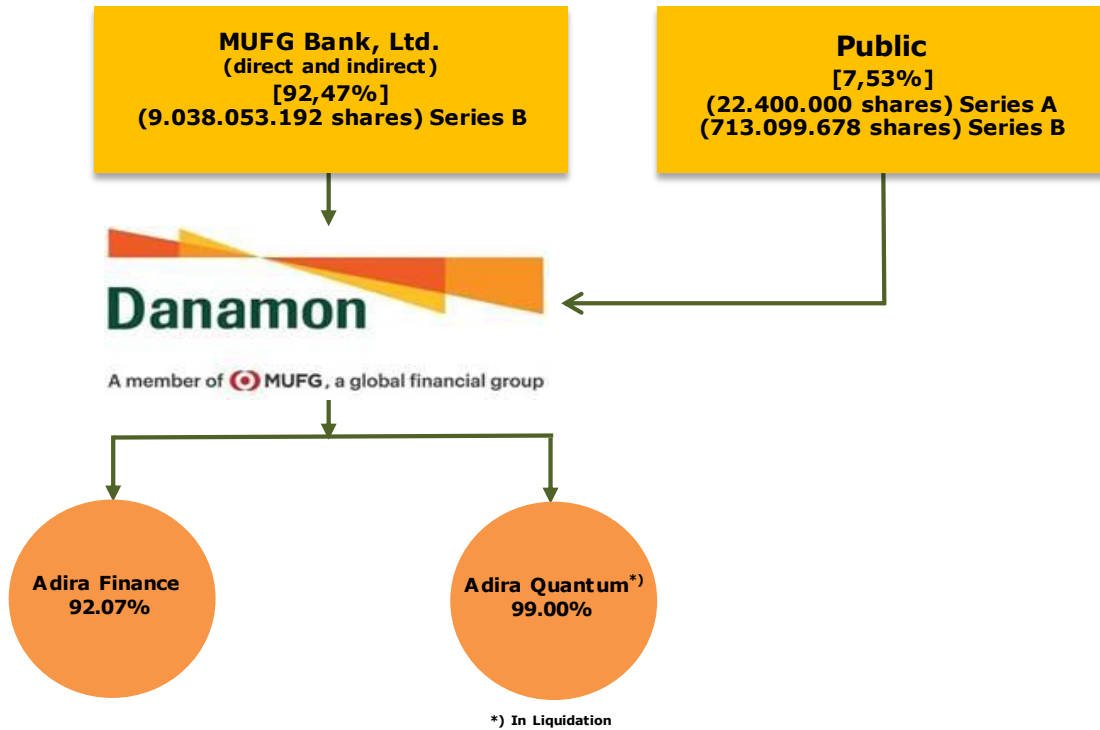 MUFG Bank, Ltd.
(direct and indirect)
[92,47%]
(9.038.053.192 shares) Series B
Public
[7,53%]
(22.400.000 shares) Series A
(713.099.678 shares) Series B
Danamon
A member of MUFG, a global financial group
Adira Finance
92.07%
Adira Quantum*)
99.00%
*) In Liquidation